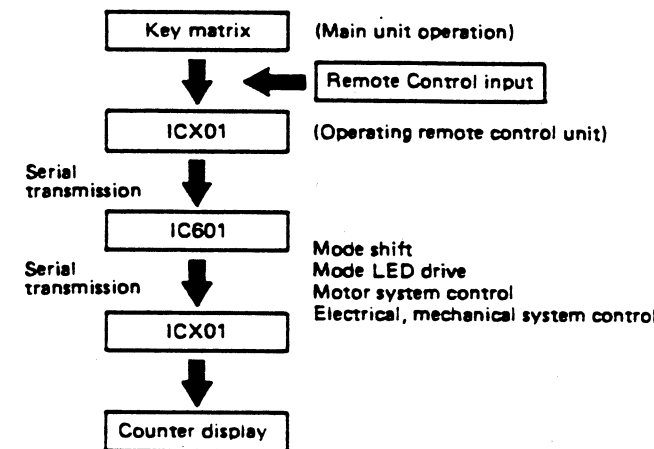 Key matrix
(Main unit operation)
Remote Control input
ICX01
(Operating remote control unit)
Serial
transmission
IC601
Mode shift
Mode LED drive
Motor system control
Electrical, mechanical system control
Serial
transmission
ICX01
Counter display